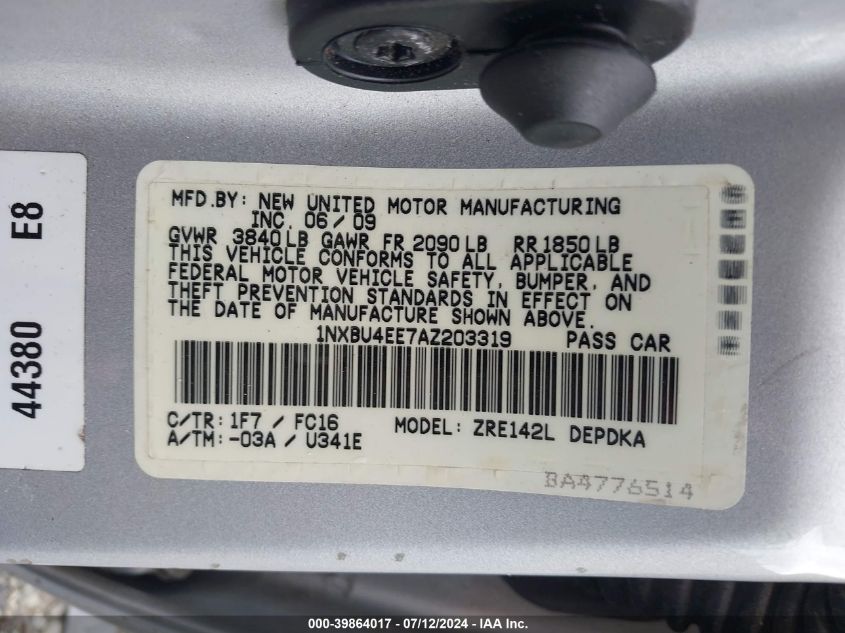 44380 E8
MFD.BY: NEW UNITED MOTOR MANUFACTURING
INC. 06/09
GVWR 3840LB GAWR FR 2090LB RR 1850LB
THIS VEHICLE CONFORMS TO ALL APPLICABLE
FEDERAL MOTOR VEHICLE SAFETY, BUMPER, AND
THEFT PREVENTION STANDARDS IN EFFECT ON
THE DATE OF MANUFACTURE SHOWN ABOVE.
1NXBU4EE7AZ203319 PASS CAR
C/TR: 1F7 / FC16 MODEL: ZRE142L DEPDKA
A/TM: -03A / U341E
BA4776514
000-39864017 - 07/12/2024 - © IAA Inc.